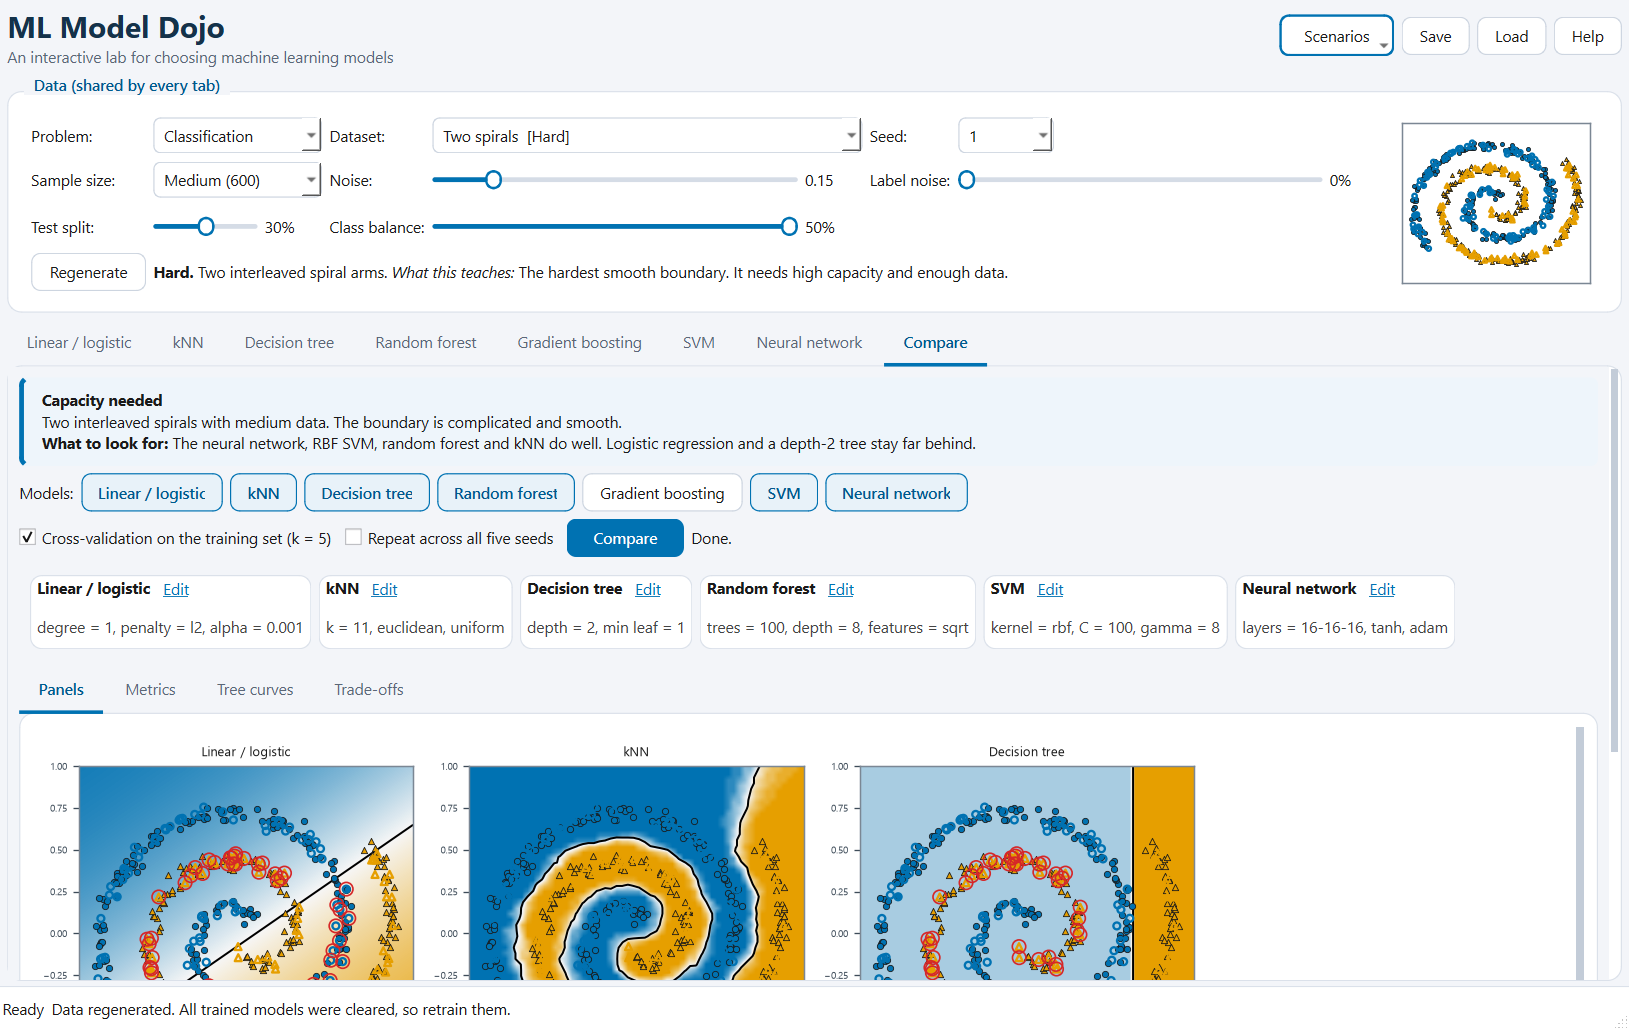 ML Model Dojo
An interactive lab for choosing machine learning models
Scenarios Save Load Help
Data (shared by every tab)
Problem: Classification Dataset: Two spirals [Hard] Seed: 1
Sample size: Medium (600) Noise: 0.15 Label noise: 0%
Test split: 30% Class balance: 50%
Regenerate Hard. Two interleaved spiral arms. What this teaches: The hardest smooth boundary. It needs high capacity and enough data.
Linear / logistic kNN Decision tree Random forest Gradient boosting SVM Neural network Compare
Capacity needed
Two interleaved spirals with medium data. The boundary is complicated and smooth.
What to look for: The neural network, RBF SVM, random forest and kNN do well. Logistic regression and a depth-2 tree stay far behind.
Models: Linear / logistic kNN Decision tree Random forest Gradient boosting SVM Neural network
Cross-validation on the training set (k = 5) Repeat across all five seeds Compare Done.
Linear / logistic Edit kNN Edit Decision tree Edit Random forest Edit SVM Edit Neural network Edit
degree = 1, penalty = l2, alpha = 0.001 k = 11, euclidean, uniform depth = 2, min leaf = 1 trees = 100, depth = 8, features = sqrt kernel = rbf, C = 100, gamma = 8 layers = 16-16-16, tanh, adam
Panels Metrics Tree curves Trade-offs
Linear / logistic kNN Decision tree
1.00 1.00 1.00
0.75 0.75 0.75
0.50 0.50 0.50
0.25 0.25 0.25
0.00 0.00 0.00
−0.25 −0.25 −0.25
Ready Data regenerated. All trained models were cleared, so retrain them.